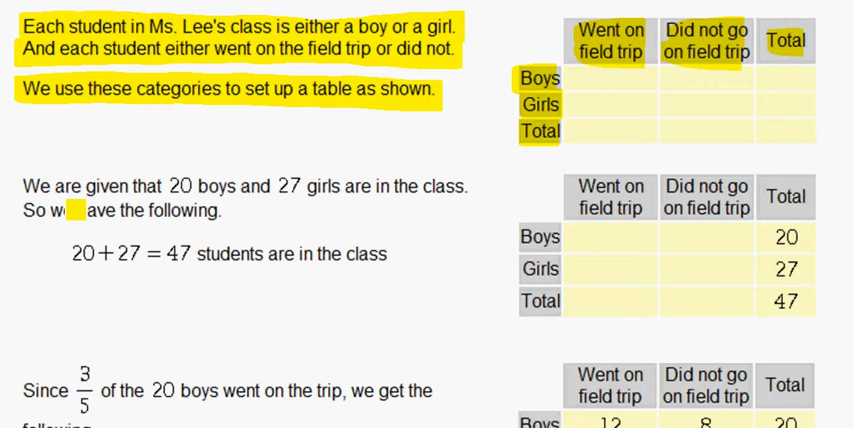 Each student in Ms. Lee's class is either a boy or a girl.
And each student either went on the field trip or did not.
We use these categories to set up a table as shown.
Went on field trip | Did not go on field trip | Total
Boys
Girls
Total
We are given that 20 boys and 27 girls are in the class.
So w ave the following.
20+27 = 47 students are in the class
Went on field trip | Did not go on field trip | Total
Boys 20
Girls 27
Total 47
Since 3/5 of the 20 boys went on the trip, we get the
following.
Went on field trip | Did not go on field trip | Total
Boys 12 8 20